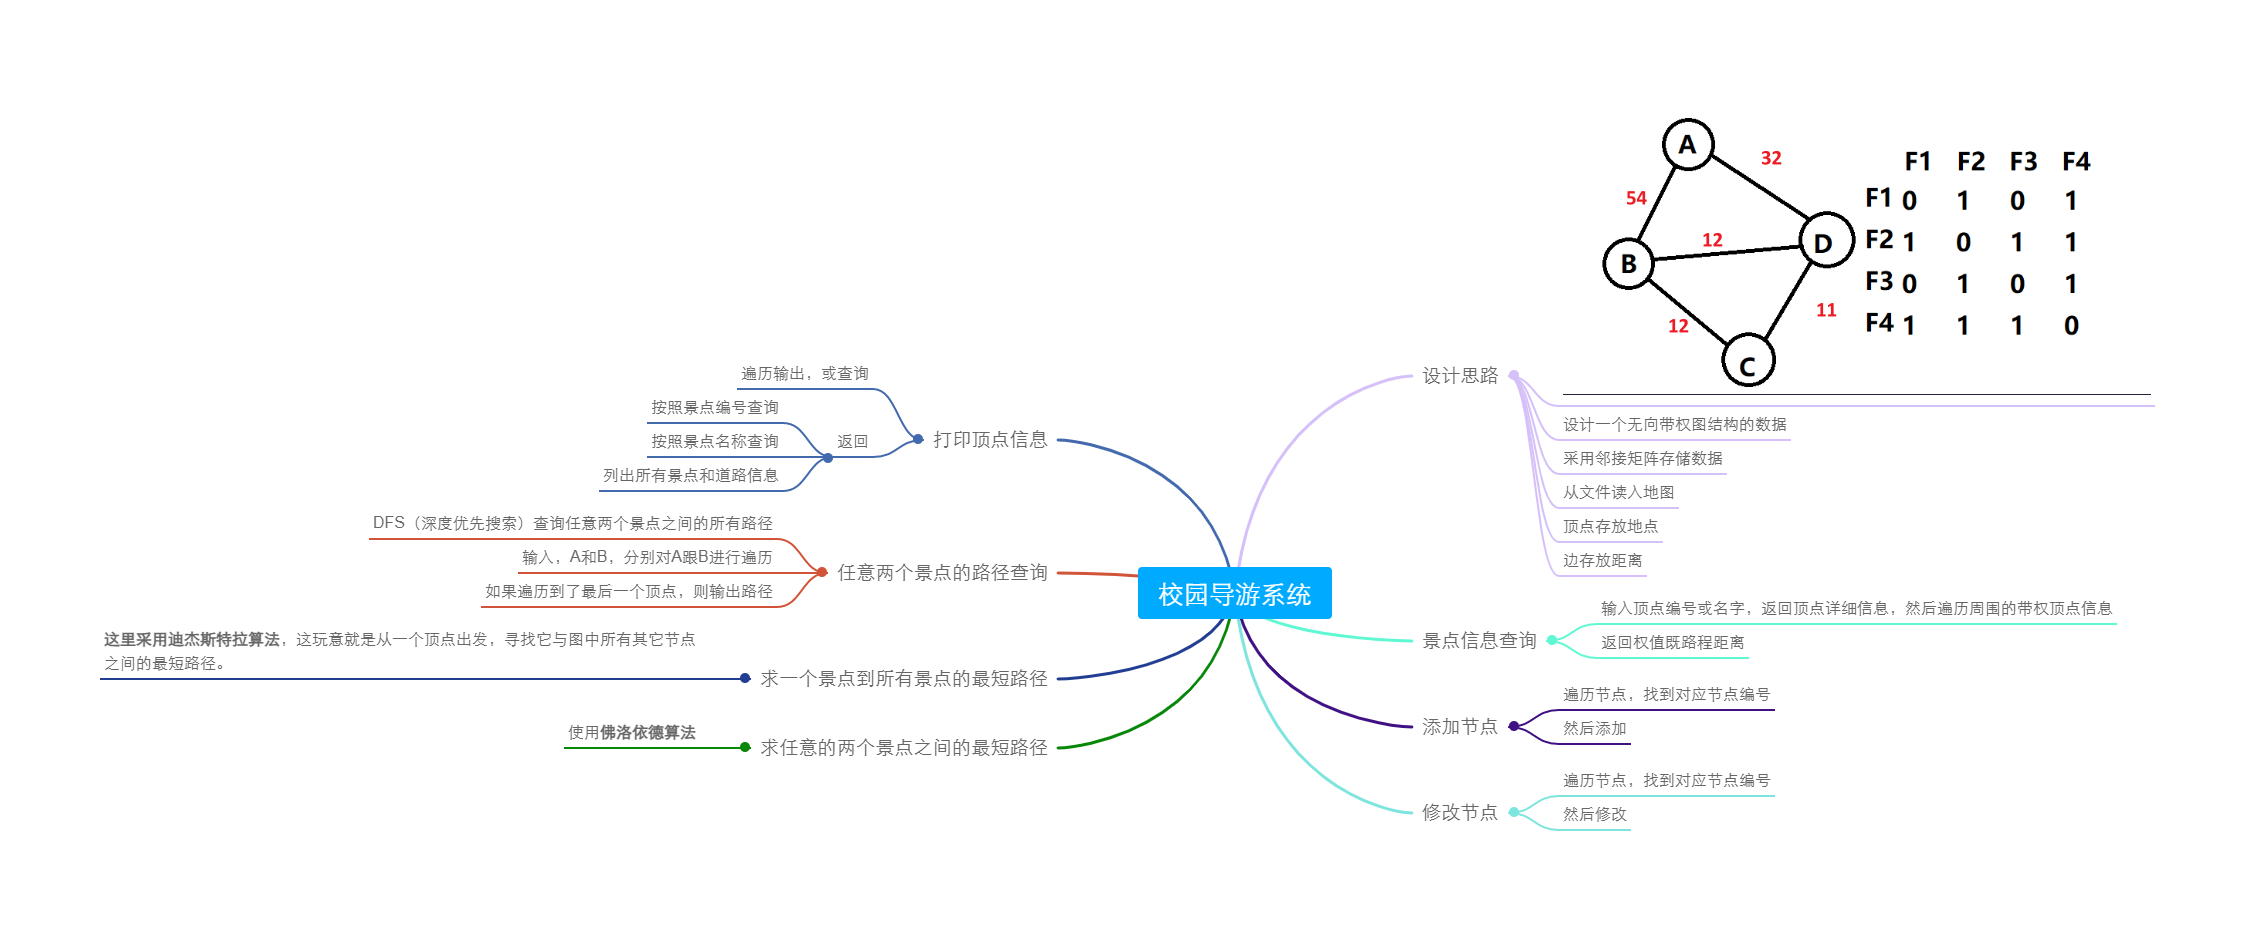 校园导游系统
设计思路
A
32
54
12
B
D
12
11
C
F1 F2 F3 F4
F1 0 1 0 1
F2 1 0 1 1
F3 0 1 0 1
F4 1 1 1 0
设计一个无向带权图结构的数据
采用邻接矩阵存储数据
从文件读入地图
顶点存放地点
边存放距离
景点信息查询
输入顶点编号或名字，返回顶点详细信息，然后遍历周围的带权顶点信息
返回权值既路程距离
添加节点
遍历节点，找到对应节点编号
然后添加
修改节点
遍历节点，找到对应节点编号
然后修改
打印顶点信息
遍历输出，或查询
返回
按照景点编号查询
按照景点名称查询
列出所有景点和道路信息
任意两个景点的路径查询
DFS（深度优先搜索）查询任意两个景点之间的所有路径
输入，A和B，分别对A跟B进行遍历
如果遍历到了最后一个顶点，则输出路径
求一个景点到所有景点的最短路径
这里采用迪杰斯特拉算法，这玩意就是从一个顶点出发，寻找它与图中所有其它节点
之间的最短路径。
求任意的两个景点之间的最短路径
使用佛洛依德算法